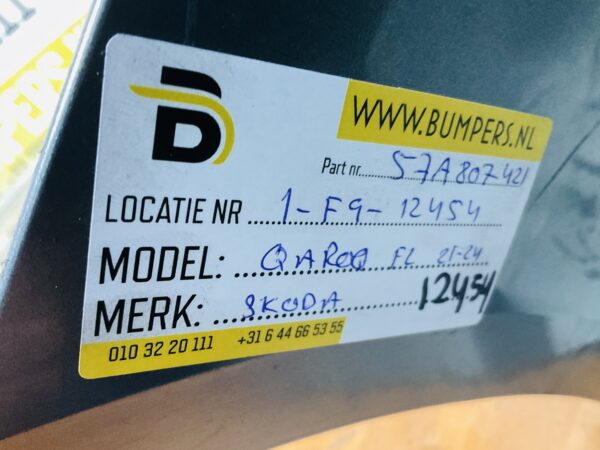 WWW.BUMPERS.NL
Part nr. 57A807421
LOCATIE NR 1-F9-12454
MODEL: QAROQ FL 21-24
MERK: SKODA 12454
010 32 20 111 +31 6 44 66 53 55
BUMPERS.N